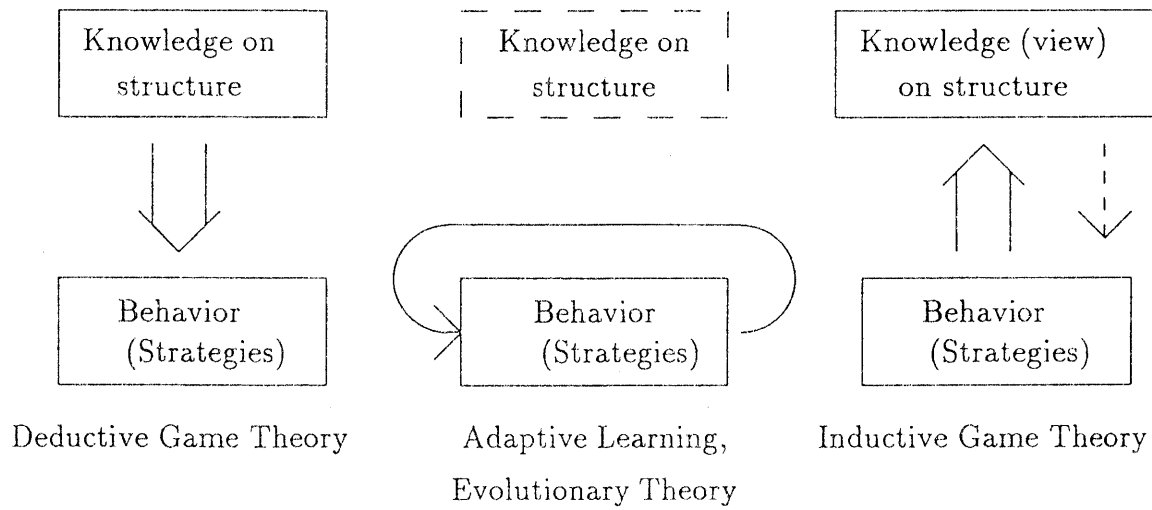 Knowledge on
structure
Knowledge on
structure
Knowledge (view)
on structure
Behavior
(Strategies)
Behavior
(Strategies)
Behavior
(Strategies)
Deductive Game Theory
Adaptive Learning,
Evolutionary Theory
Inductive Game Theory